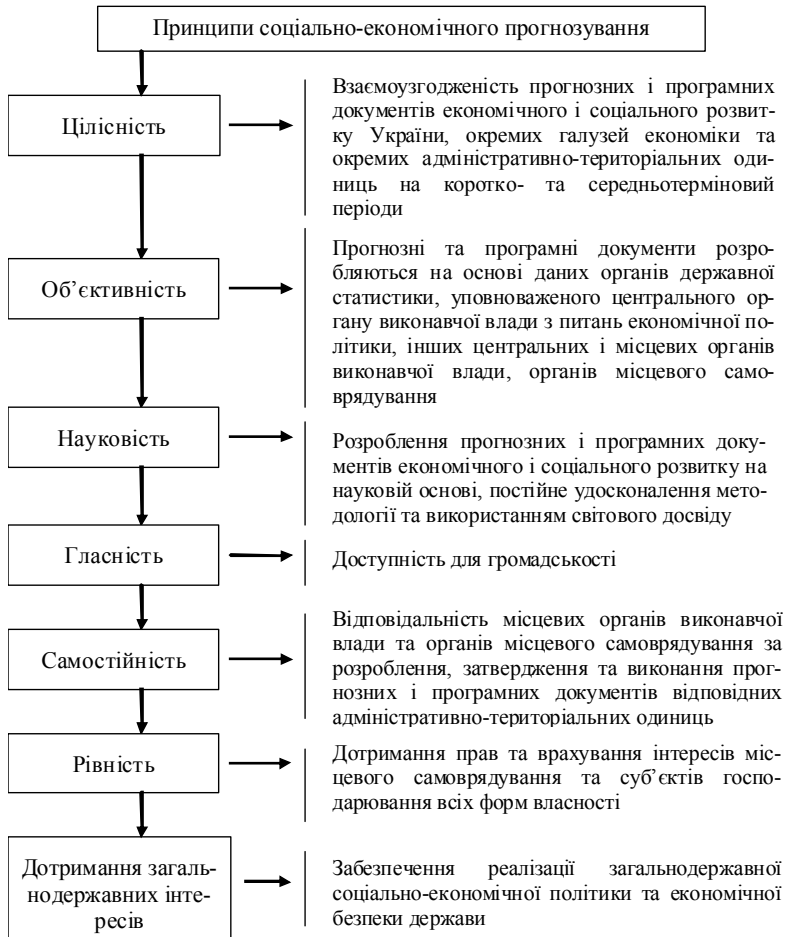 Принципи соціально-економічного прогнозування
Цілісність
Взаємоузгодженість прогнозних і програмних
документів економічного і соціального розвит-
ку України, окремих галузей економіки та
окремих адміністративно-територіальних оди-
ниць на коротко- та середньотерміновий
періоди
Об’єктивність
Прогнозні та програмні документи розро-
бляються на основі даних органів державної
статистики, уповноваженого центрального ор-
гану виконавчої влади з питань економічної по-
літики, інших центральних і місцевих органів
виконавчої влади, органів місцевого само-
врядування
Науковість
Розроблення прогнозних і програмних доку-
ментів економічного і соціального розвитку на
науковій основі, постійне удосконалення мето-
дології та використанням світового досвіду
Гласність
Доступність для громадськості
Самостійність
Відповідальність місцевих органів виконавчої
влади та органів місцевого самоврядування за
розроблення, затвердження та виконання прог-
нозних і програмних документів відповідних
адміністративно-територіальних одиниць
Рівність
Дотримання прав та врахування інтересів міс-
цевого самоврядування та суб’єктів госпо-
дарювання всіх форм власності
Дотримання загаль-
нодержавних інте-
ресів
Забезпечення реалізації загальнодержавної
соціально-економічної політики та економічної
безпеки держави